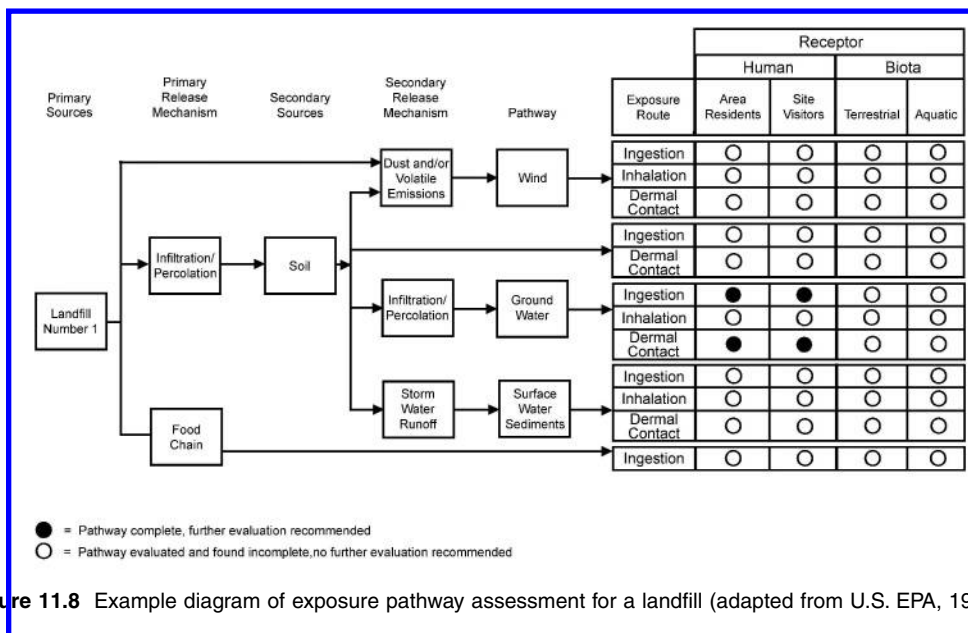 Receptor
Human Biota
Primary Sources
Primary Release Mechanism
Secondary Sources
Secondary Release Mechanism
Pathway
Exposure Route
Area Residents
Site Visitors
Terrestrial
Aquatic
Dust and/or
Volatile
Emissions
Wind
Ingestion
Inhalation
Dermal
Contact
Infiltration/
Percolation
Soil
Ingestion
Dermal
Contact
Landfill
Number 1
Infiltration/
Percolation
Ground
Water
Ingestion
Inhalation
Dermal
Contact
Storm
Water
Runoff
Surface
Water
Sediments
Ingestion
Inhalation
Dermal
Contact
Food
Chain
Ingestion
= Pathway complete, further evaluation recommended
= Pathway evaluated and found incomplete,no further evaluation recommended
ure 11.8 Example diagram of exposure pathway assessment for a landfill (adapted from U.S. EPA, 19